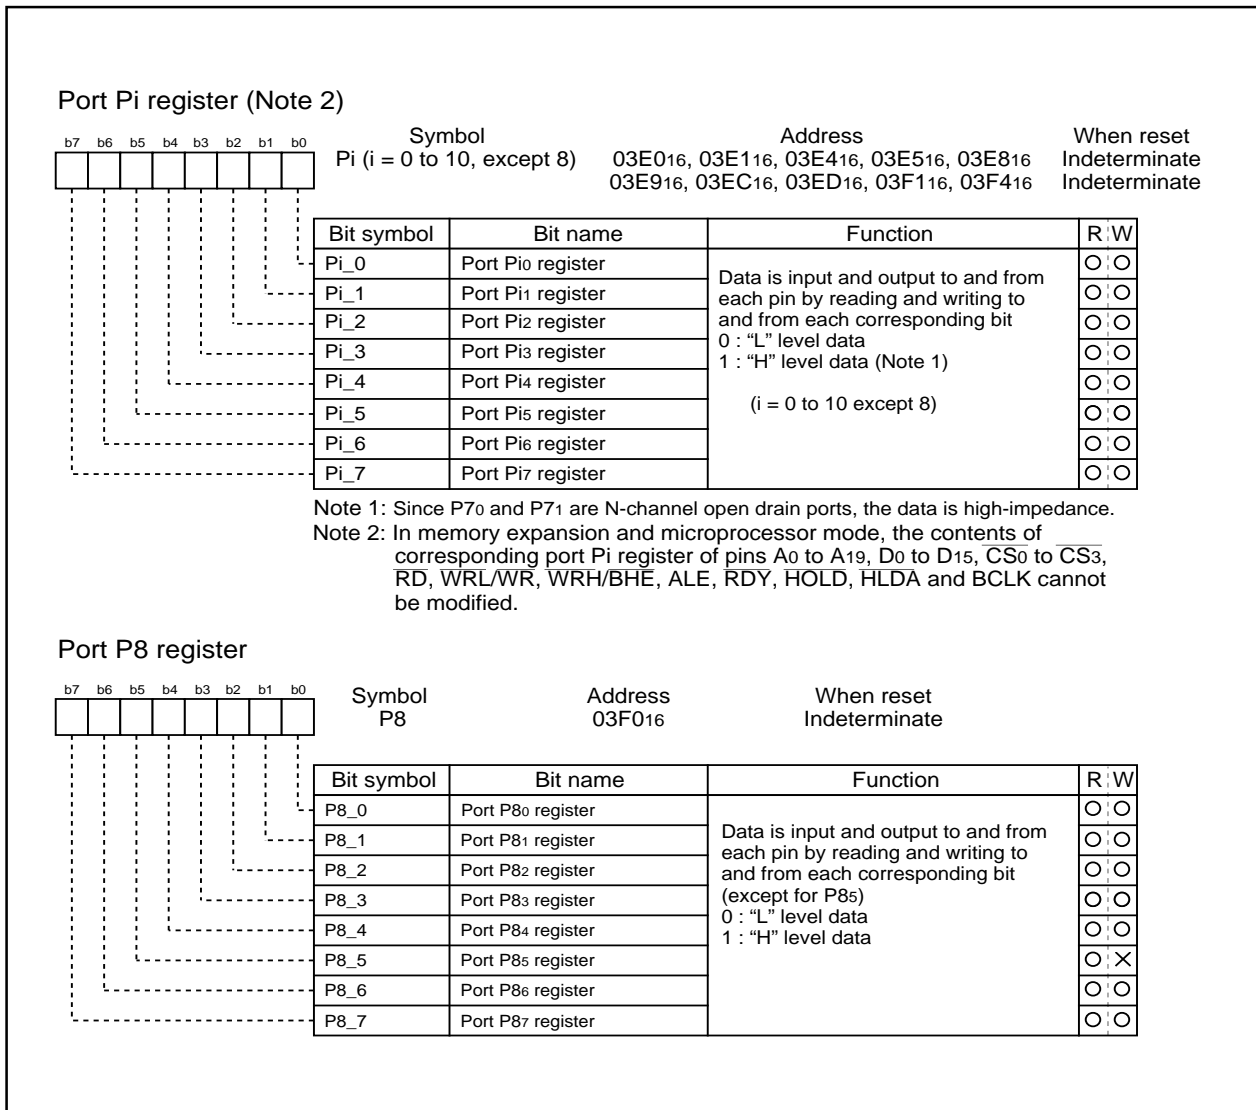 Port Pi register (Note 2)
b7 b6 b5 b4 b3 b2 b1 b0
Symbol Address When reset
Pi (i = 0 to 10, except 8) 03E016, 03E116, 03E416, 03E516, 03E816 Indeterminate
03E916, 03EC16, 03ED16, 03F116, 03F416 Indeterminate
Bit symbol Bit name Function R W
Pi_0 Port Pi0 register O O
Data is input and output to and from
Pi_1 Port Pi1 register each pin by reading and writing to O O
Pi_2 Port Pi2 register and from each corresponding bit O O
0 : “L” level data
Pi_3 Port Pi3 register 1 : “H” level data (Note 1) O O
Pi_4 Port Pi4 register O O
Pi_5 Port Pi5 register (i = 0 to 10 except 8) O O
Pi_6 Port Pi6 register O O
Pi_7 Port Pi7 register O O
Note 1: Since P70 and P71 are N-channel open drain ports, the data is high-impedance.
Note 2: In memory expansion and microprocessor mode, the contents of
corresponding port Pi register of pins A0 to A19, D0 to D15, CS0 to CS3,
RD, WRL/WR, WRH/BHE, ALE, RDY, HOLD, HLDA and BCLK cannot
be modified.
Port P8 register
b7 b6 b5 b4 b3 b2 b1 b0
Symbol Address When reset
P8 03F016 Indeterminate
Bit symbol Bit name Function R W
P8_0 Port P80 register O O
Data is input and output to and from
P8_1 Port P81 register each pin by reading and writing to O O
P8_2 Port P82 register and from each corresponding bit O O
P8_3 Port P83 register (except for P85) O O
0 : “L” level data
P8_4 Port P84 register 1 : “H” level data O O
P8_5 Port P85 register O X
P8_6 Port P86 register O O
P8_7 Port P87 register O O